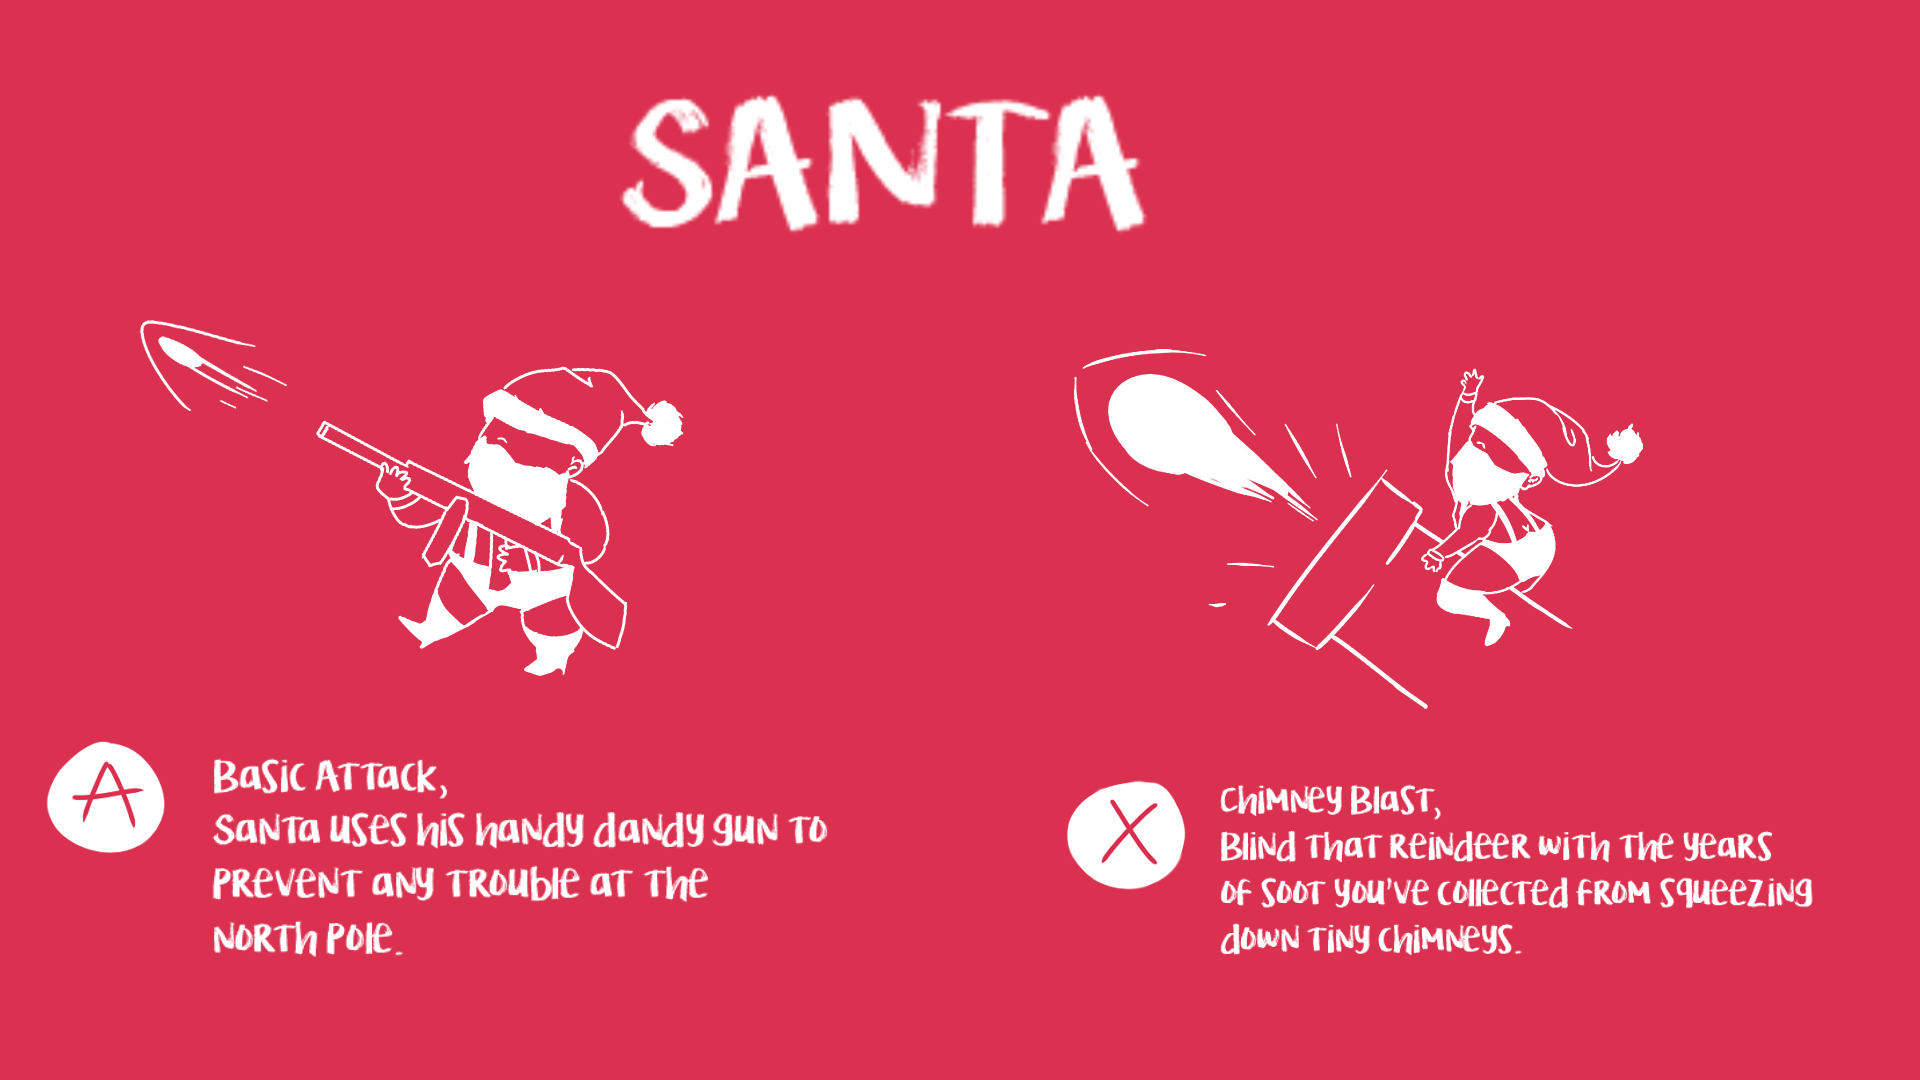 SANTA
A
Basic Attack,
Santa uses his handy dandy gun to
prevent any trouble at the
North Pole.
X
Chimney Blast,
Blind that reindeer with the years
of soot you've collected from squeezing
down tiny chimneys.